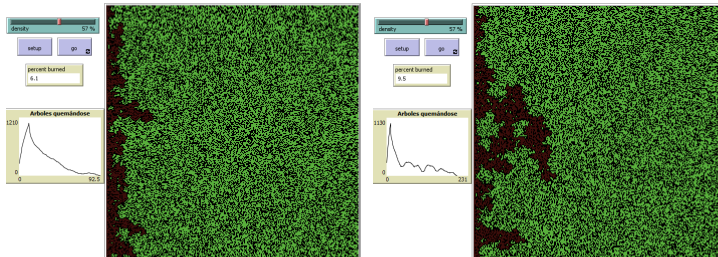 density 57 %
setup go
percent burned
6.1
Arboles quemándose
1210
0
0 92.5
density 57 %
setup go
percent burned
9.5
Arboles quemándose
1130
0
0 231